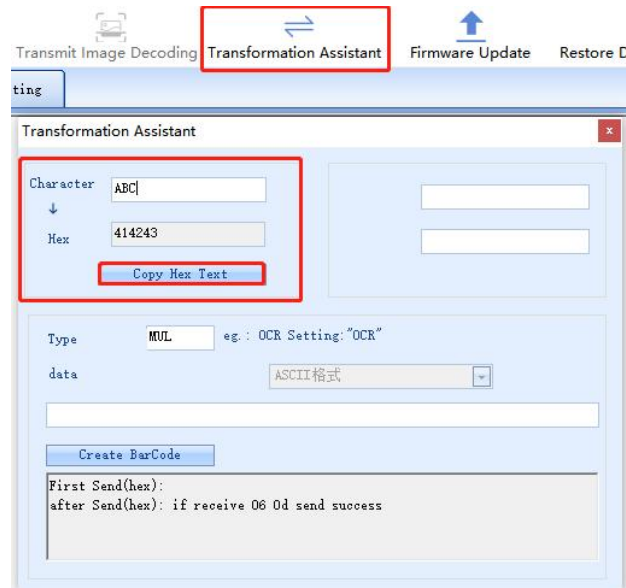 Transmit Image Decoding Transformation Assistant Firmware Update Restore D
ting
Transformation Assistant x
Character ABC
↓
Hex 414243
Copy Hex Text
Type MUL eg.: OCR Setting:"OCR"
data ASCII格式
Create BarCode
First Send(hex):
after Send(hex): if receive 06 0d send success